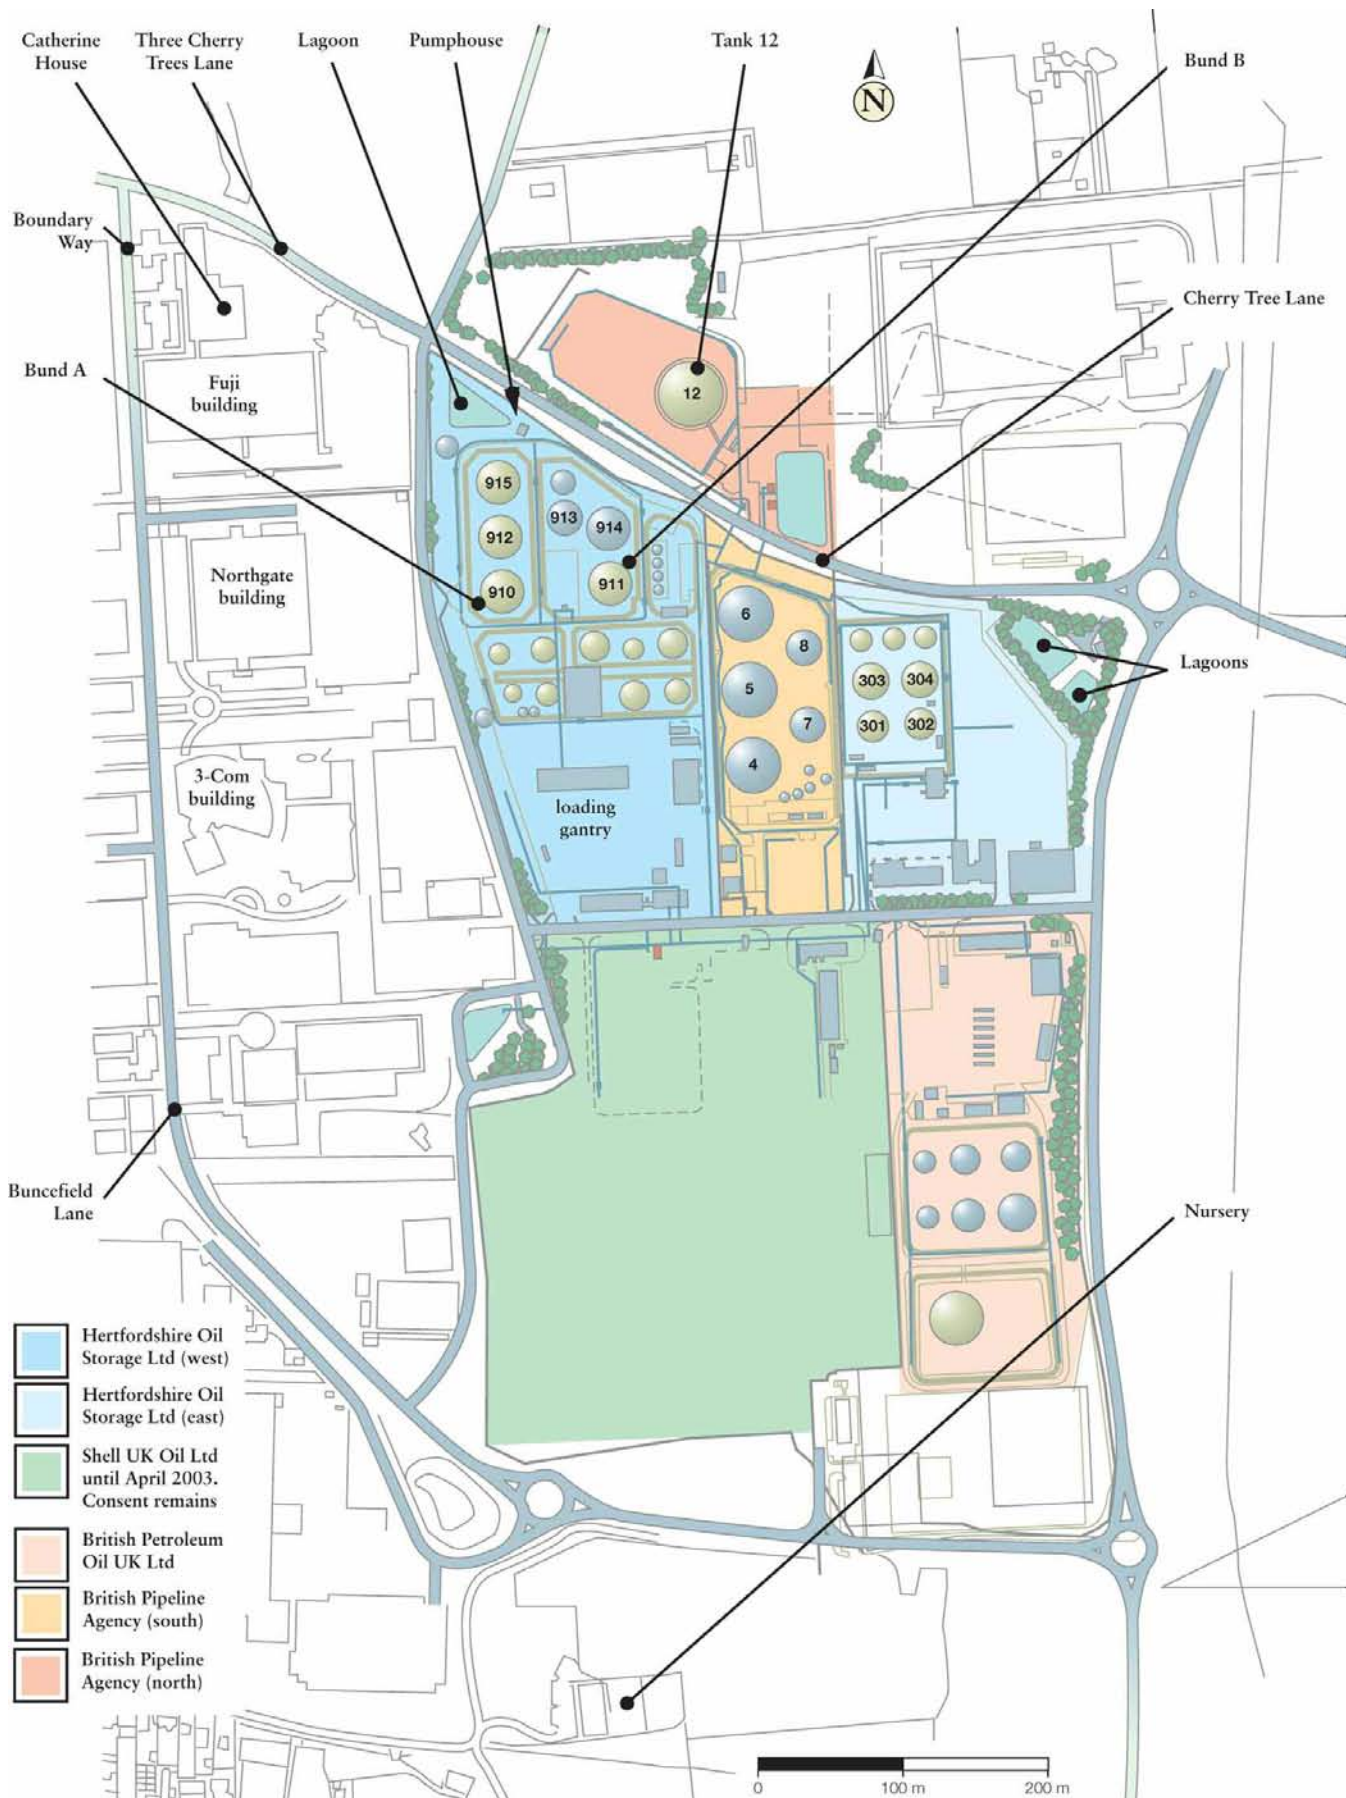 Catherine
House
Three Cherry
Trees Lane
Lagoon
Pumphouse
Tank 12
N
Bund B
Boundary
Way
Cherry Tree Lane
Bund A
Fuji
building
12
915
913
914
912
911
910
Northgate
building
6
8
5
303
304
7
301
302
4
Lagoons
3-Com
building
loading
gantry
Buncefield
Lane
Nursery
Hertfordshire Oil
Storage Ltd (west)
Hertfordshire Oil
Storage Ltd (east)
Shell UK Oil Ltd
until April 2003.
Consent remains
British Petroleum
Oil UK Ltd
British Pipeline
Agency (south)
British Pipeline
Agency (north)
0
100 m
200 m